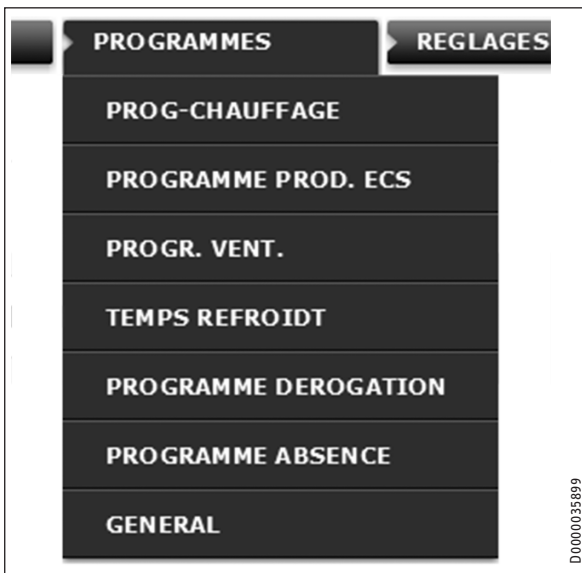 PROGRAMMES REGLAGES
PROG-CHAUFFAGE
PROGRAMME PROD. ECS
PROGR. VENT.
TEMPS REFROIDT
PROGRAMME DEROGATION
PROGRAMME ABSENCE
GENERAL
D0000035899